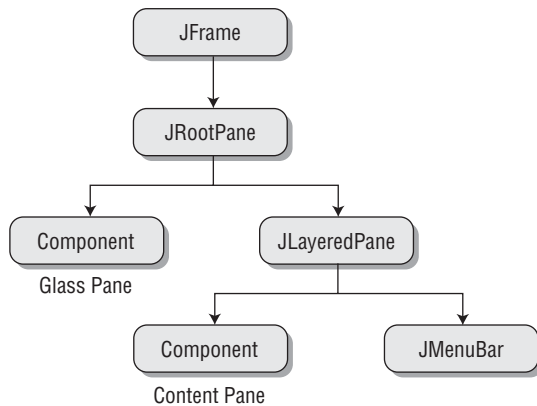 JFrame
JRootPane
Component
JLayeredPane
Glass Pane
Component
JMenuBar
Content Pane